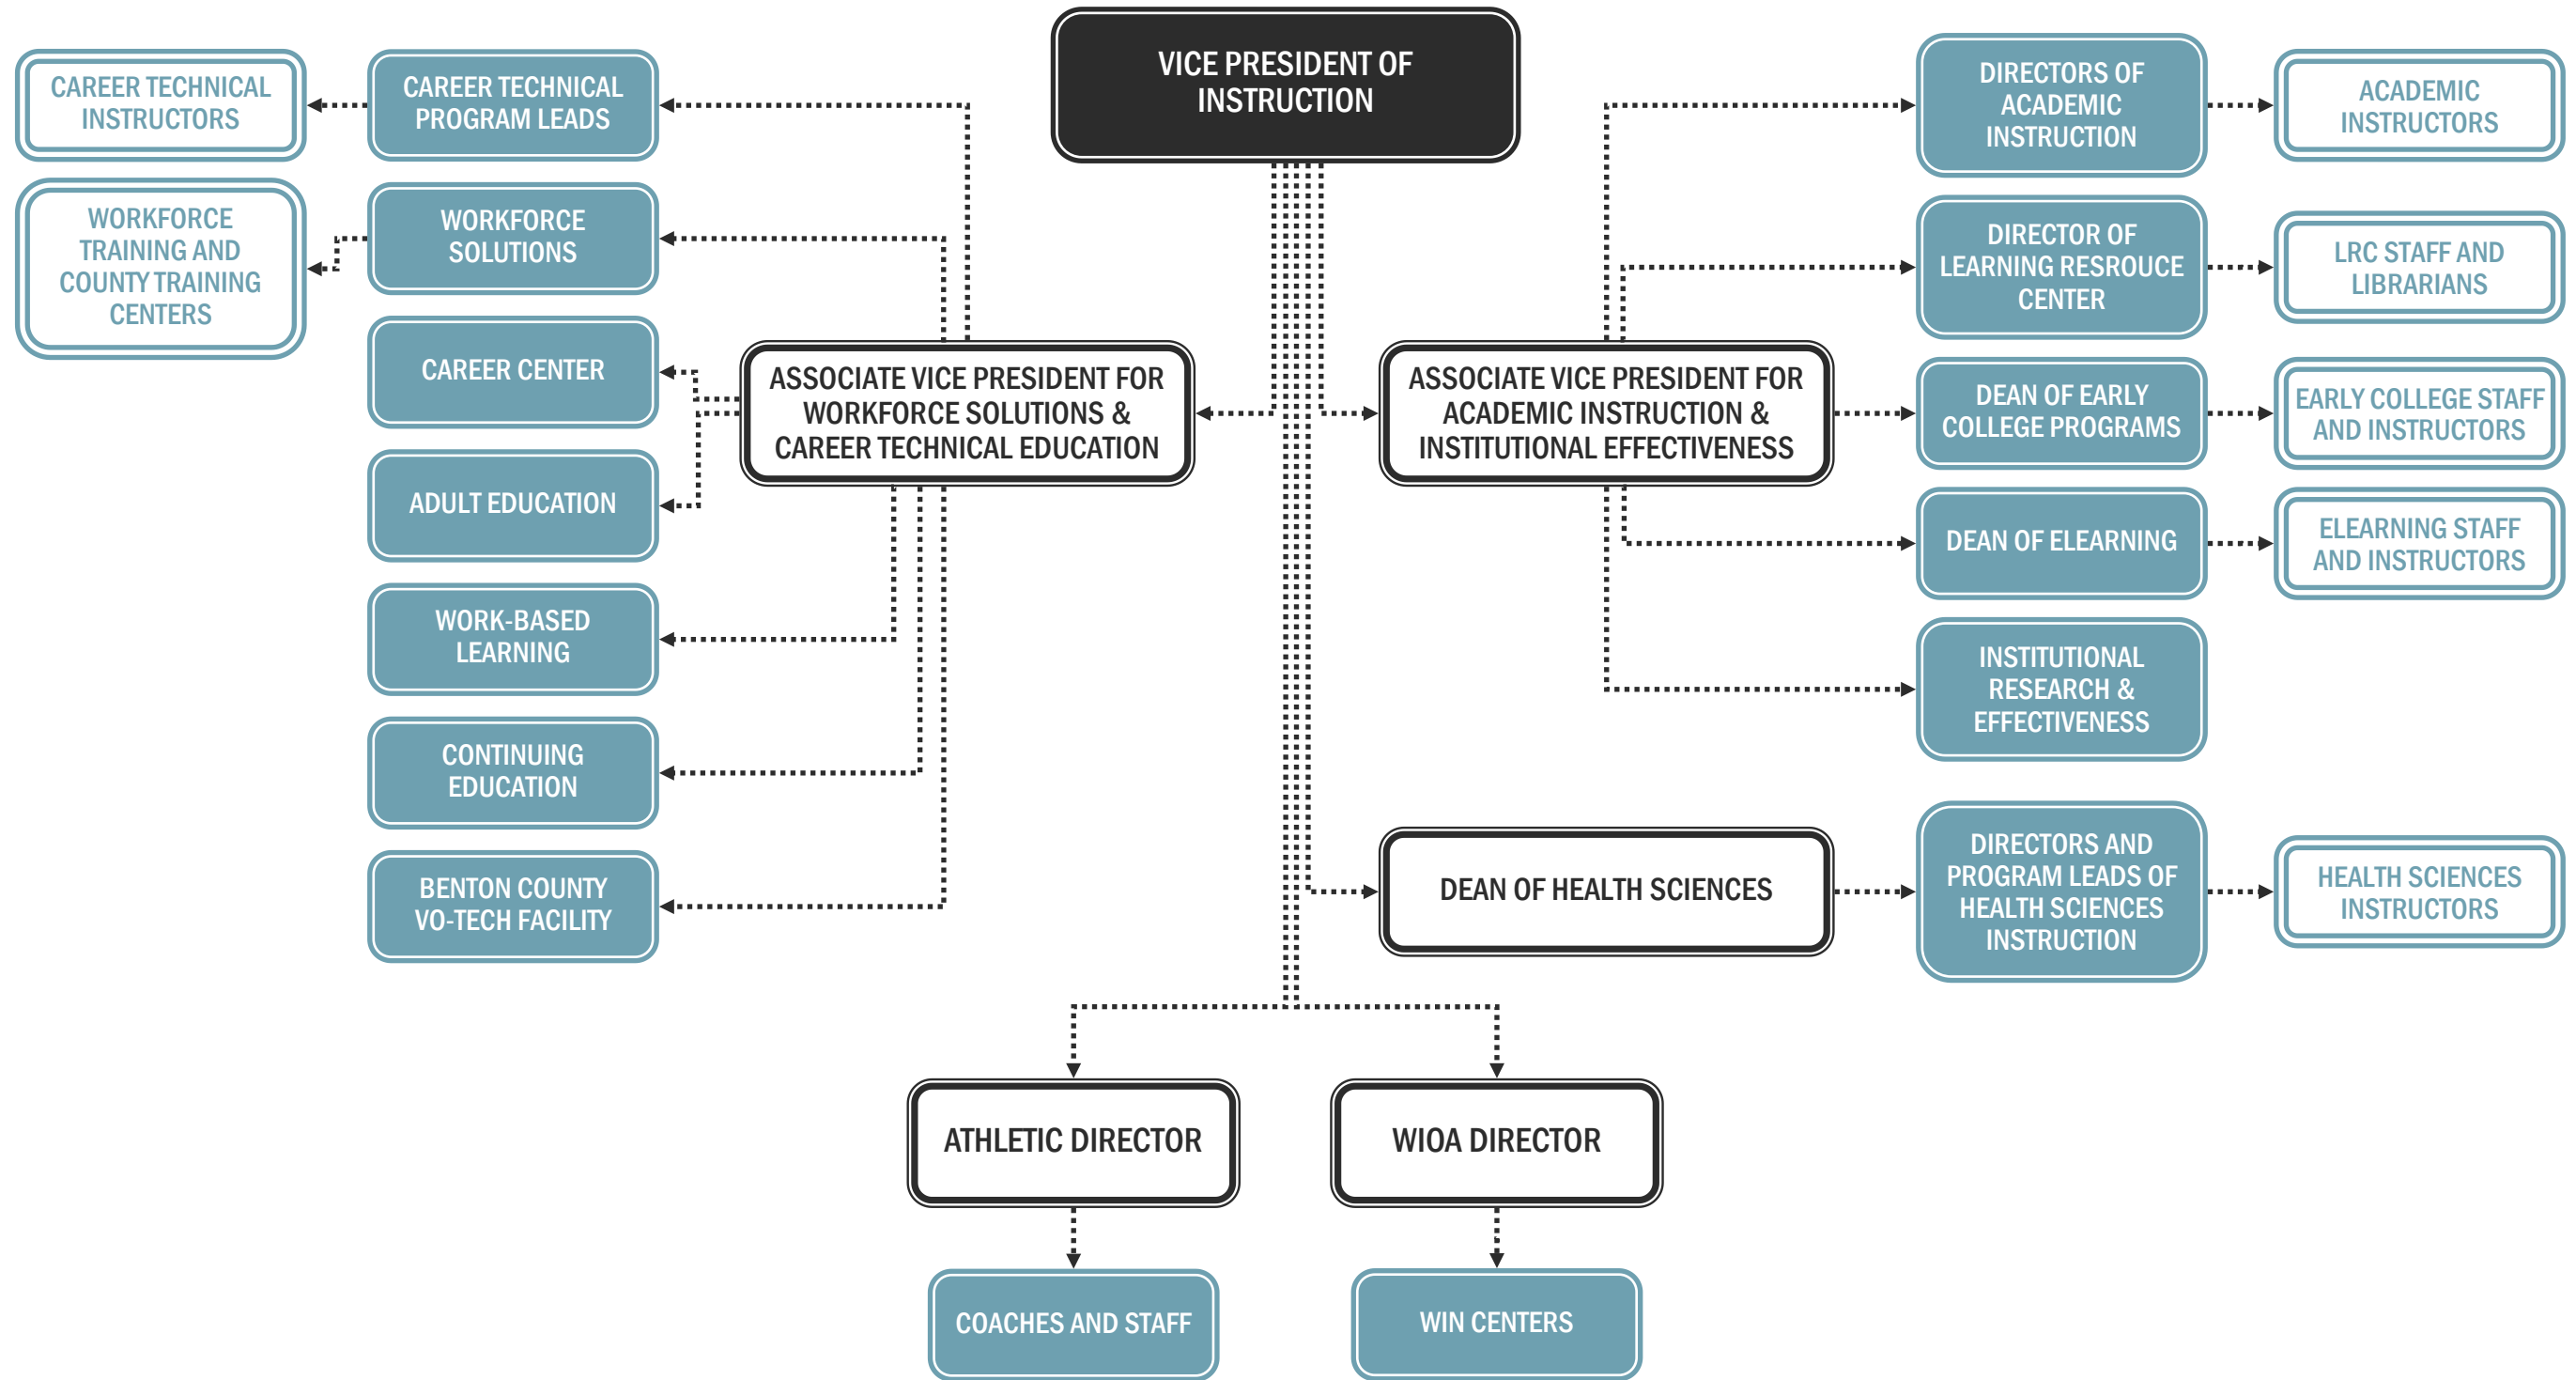 VICE PRESIDENT OF
INSTRUCTION
CAREER TECHNICAL
INSTRUCTORS
CAREER TECHNICAL
PROGRAM LEADS
WORKFORCE
TRAINING AND
COUNTY TRAINING
CENTERS
WORKFORCE
SOLUTIONS
CAREER CENTER
ADULT EDUCATION
WORK-BASED
LEARNING
CONTINUING
EDUCATION
BENTON COUNTY
VO-TECH FACILITY
ASSOCIATE VICE PRESIDENT FOR
WORKFORCE SOLUTIONS &
CAREER TECHNICAL EDUCATION
ASSOCIATE VICE PRESIDENT FOR
ACADEMIC INSTRUCTION &
INSTITUTIONAL EFFECTIVENESS
DIRECTORS OF
ACADEMIC
INSTRUCTION
ACADEMIC
INSTRUCTORS
DIRECTOR OF
LEARNING RESROUCE
CENTER
LRC STAFF AND
LIBRARIANS
DEAN OF EARLY
COLLEGE PROGRAMS
EARLY COLLEGE STAFF
AND INSTRUCTORS
DEAN OF ELEARNING
ELEARNING STAFF
AND INSTRUCTORS
INSTITUTIONAL
RESEARCH &
EFFECTIVENESS
DEAN OF HEALTH SCIENCES
DIRECTORS AND
PROGRAM LEADS OF
HEALTH SCIENCES
INSTRUCTION
HEALTH SCIENCES
INSTRUCTORS
ATHLETIC DIRECTOR
WIOA DIRECTOR
COACHES AND STAFF
WIN CENTERS